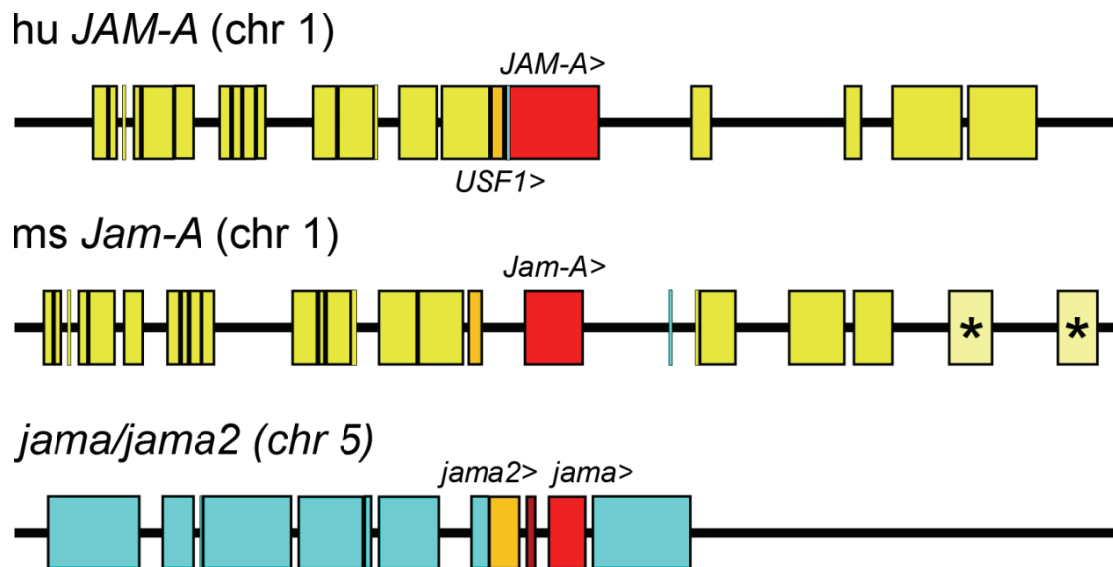 hu JAM-A (chr 1)
JAM-A>
USF1>
ms Jam-A (chr 1)
Jam-A>
* *
jama/jama2 (chr 5)
jama2> jama>